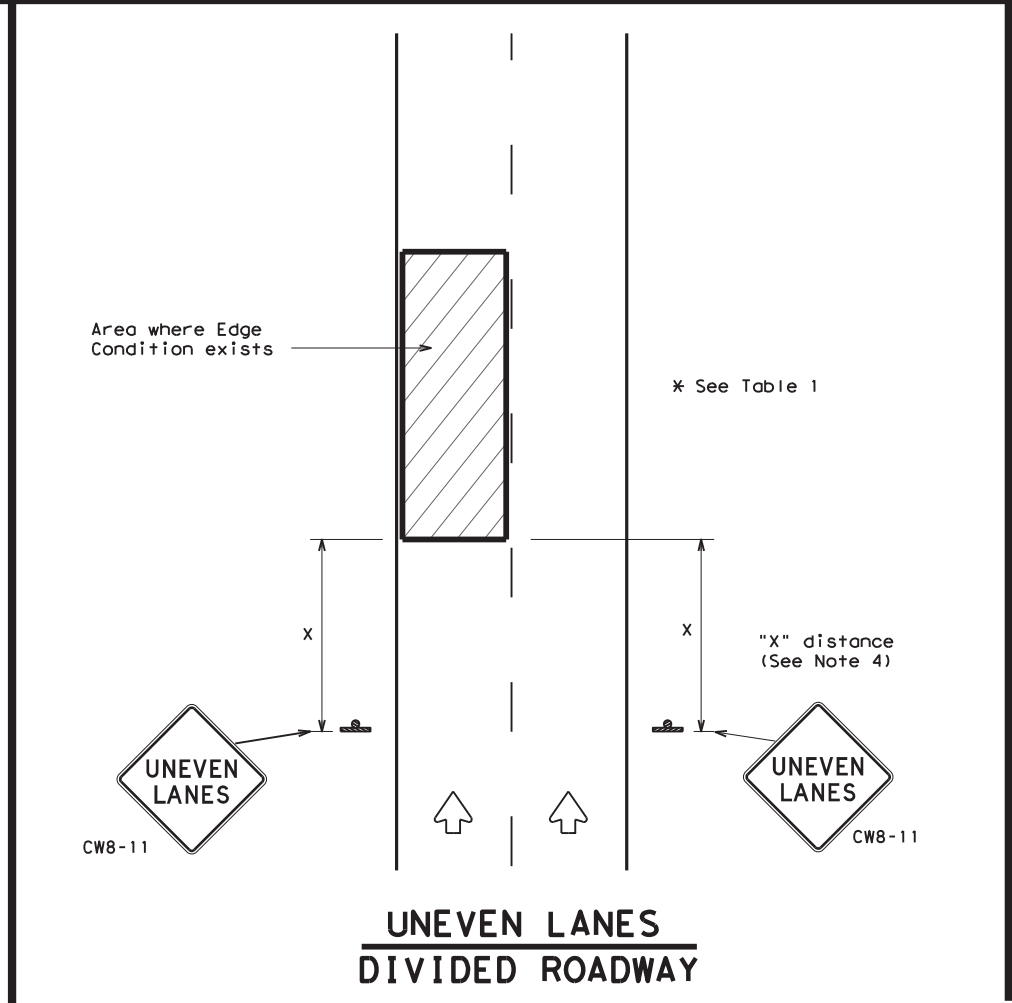 Area where Edge
Condition exists
* See Table 1
X
X
"X" distance
(See Note 4)
UNEVEN
LANES
CW8-11
UNEVEN
LANES
CW8-11
UNEVEN LANES
DIVIDED ROADWAY